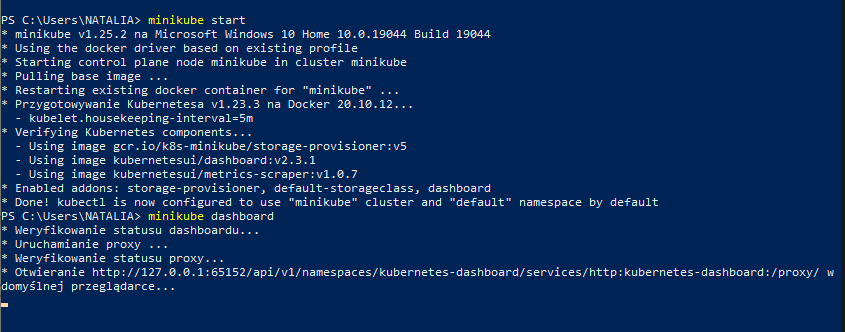 PS C:\Users\NATALIA> minikube start
* minikube v1.25.2 na Microsoft Windows 10 Home 10.0.19044 Build 19044
* Using the docker driver based on existing profile
* Starting control plane node minikube in cluster minikube
* Pulling base image ...
* Restarting existing docker container for "minikube" ...
* Przygotowywanie Kubernetesa v1.23.3 na Docker 20.10.12...
  - kubelet.housekeeping-interval=5m
* Verifying Kubernetes components...
  - Using image gcr.io/k8s-minikube/storage-provisioner:v5
  - Using image kubernetesui/dashboard:v2.3.1
  - Using image kubernetesui/metrics-scraper:v1.0.7
* Enabled addons: storage-provisioner, default-storageclass, dashboard
* Done! kubectl is now configured to use "minikube" cluster and "default" namespace by default
PS C:\Users\NATALIA> minikube dashboard
* Weryfikowanie statusu dashboardu...
* Uruchamianie proxy ...
* Weryfikowanie statusu proxy...
* Otwieranie http://127.0.0.1:65152/api/v1/namespaces/kubernetes-dashboard/services/http:kubernetes-dashboard:/proxy/ w
domyślnej przeglądarce...